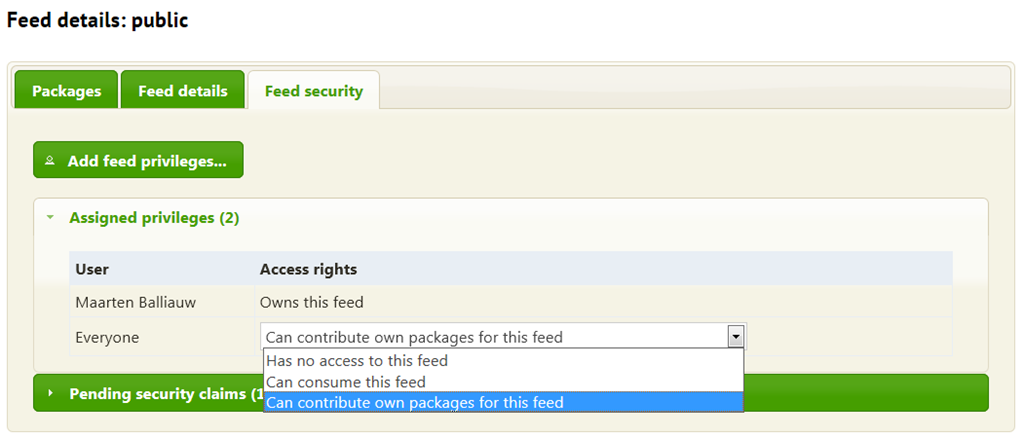 Feed details: public
Packages Feed details Feed security
Add feed privileges...
Assigned privileges (2)
User Access rights
Maarten Balliauw Owns this feed
Everyone Can contribute own packages for this feed
Has no access to this feed
Can consume this feed
Pending security claims (1 Can contribute own packages for this feed